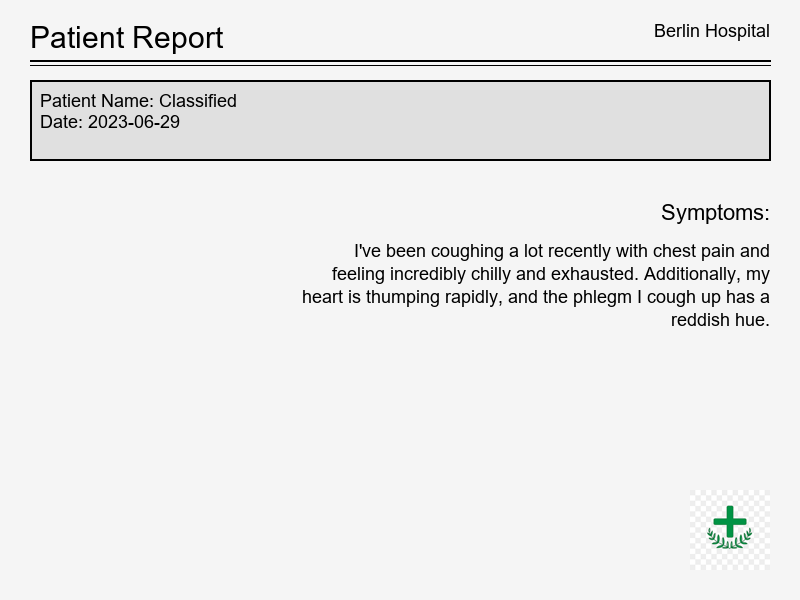 Patient Report
Berlin Hospital
Patient Name: Classified
Date: 2023-06-29
Symptoms:
I've been coughing a lot recently with chest pain and
feeling incredibly chilly and exhausted. Additionally, my
heart is thumping rapidly, and the phlegm I cough up has a
reddish hue.